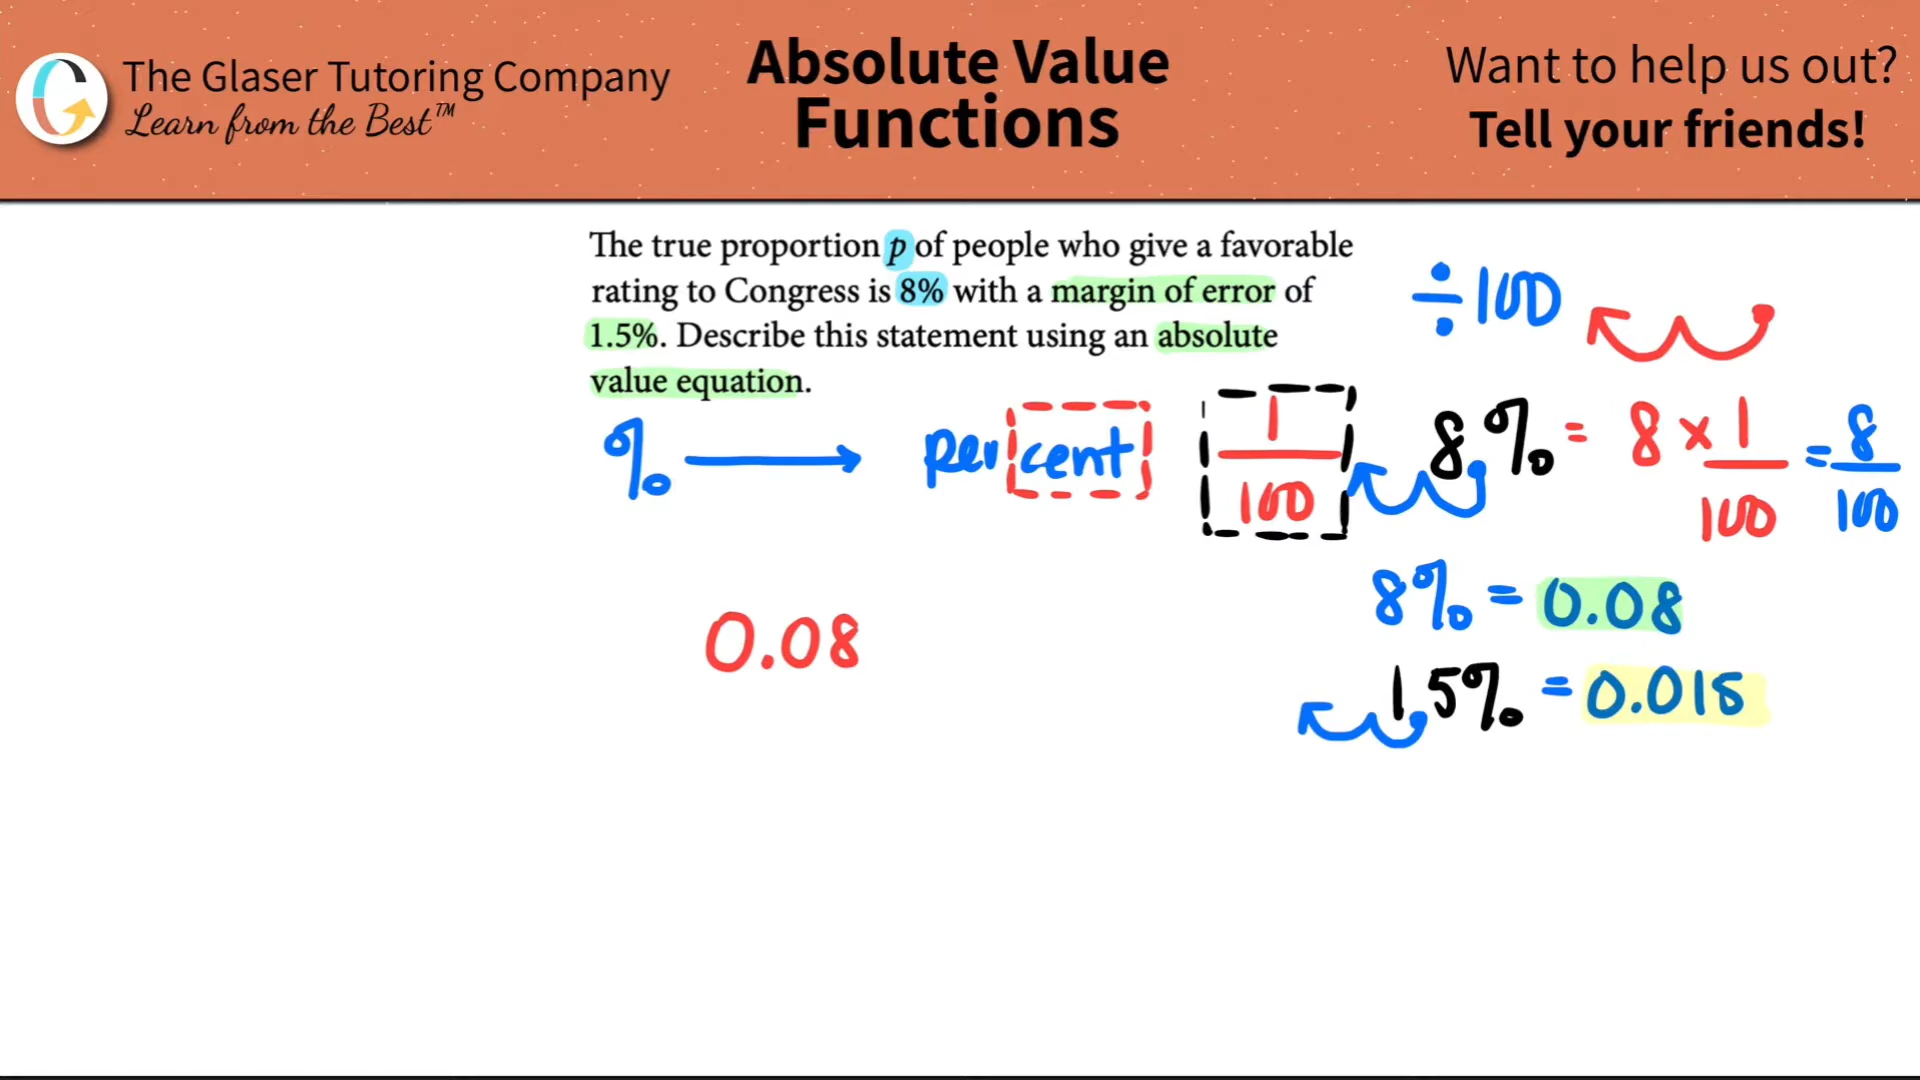 The Glaser Tutoring Company
Learn from the Best™
Absolute Value
Functions
Want to help us out?
Tell your friends!
The true proportion p of people who give a favorable
rating to Congress is 8% with a margin of error of
1.5%. Describe this statement using an absolute
value equation.
÷ 100
% → percent 1/100 8% = 8 × 1/100 = 8/100
8% = 0.08
0.08
1.5% = 0.015